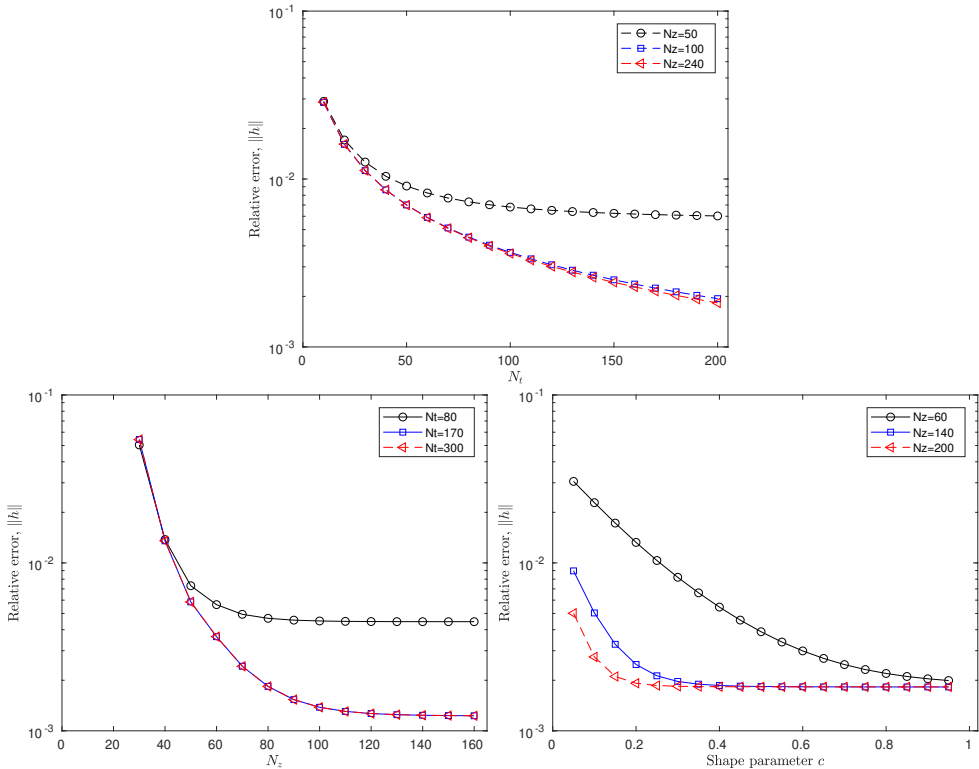 10^{-1}
10^{-2}
10^{-3}
Relative error, ||h||
Nz=50
Nz=100
Nz=240
50
100
150
200
N_t
10^{-1}
10^{-2}
10^{-3}
Relative error, ||h||
Nt=80
Nt=170
Nt=300
0
20
40
60
80
100
120
140
160
N_z
10^{-1}
10^{-2}
10^{-3}
Relative error, ||h||
Nz=60
Nz=140
Nz=200
0
0.2
0.4
0.6
0.8
1
Shape parameter c